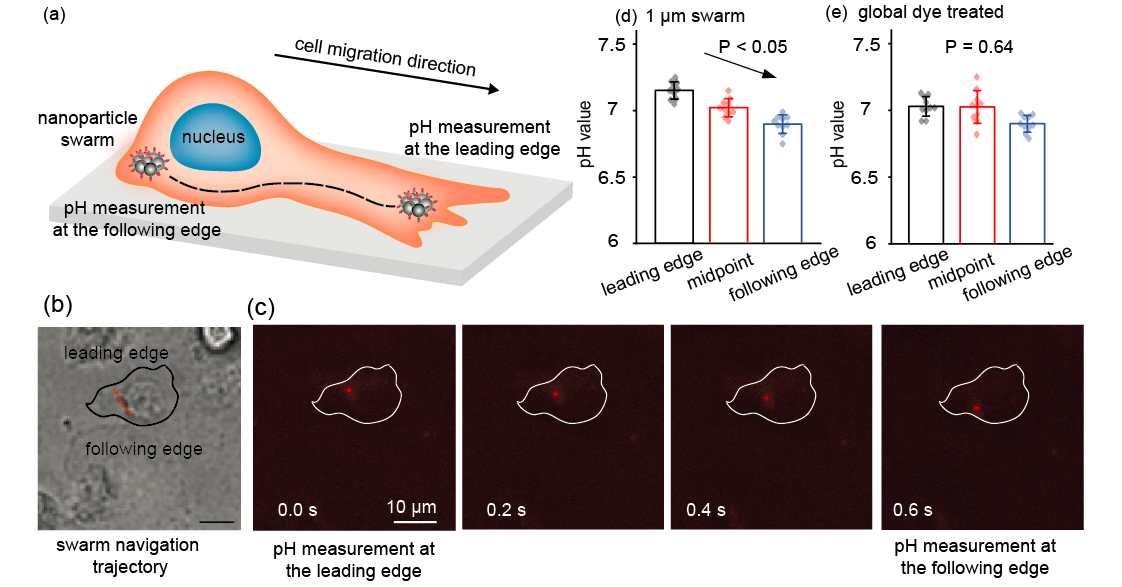 (a)
cell migration direction
nanoparticle
swarm
nucleus
pH measurement
at the leading edge
pH measurement
at the following edge
(d) 1 µm swarm
P < 0.05
7.5
7
6.5
6
pH value
leading edge
midpoint
following edge
(e) global dye treated
P = 0.64
7.5
7
6.5
6
pH value
leading edge
midpoint
following edge
(b)
leading edge
following edge
swarm navigation
trajectory
(c)
0.0 s
10 µm
0.2 s
0.4 s
0.6 s
pH measurement at
the leading edge
pH measurement at
the following edge